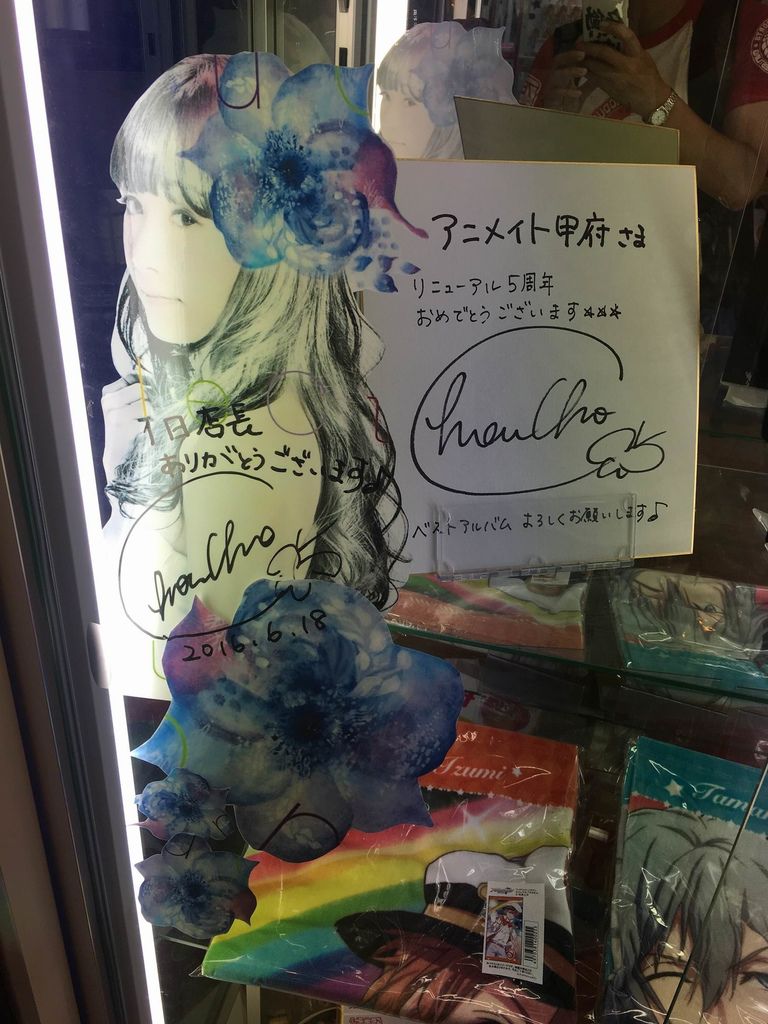 アニメイト甲府さま
リニューアル5周年
おめでとうございます★★★
marCho
ベストアルバム よろしくお願いします♪
1日店長
ありがとうございます♪
marCho
2016.6.18
Izumi
Tama